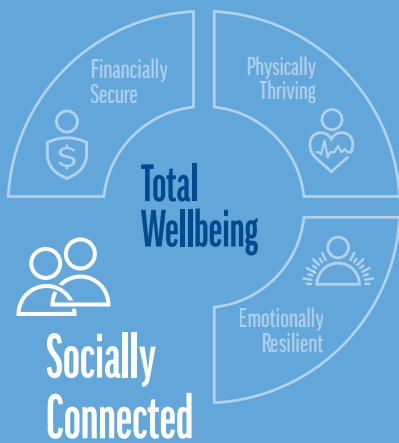 Financially
Secure
$
Physically
Thriving
Total
Wellbeing
Emotionally
Resilient
Socially
Connected